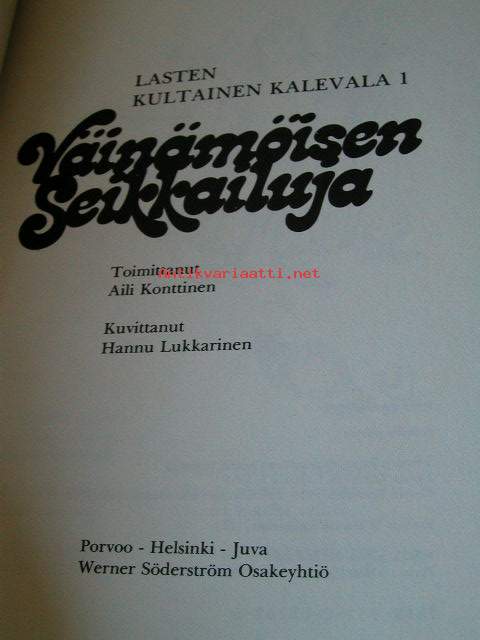 LASTEN
KULTAINEN KALEVALA 1
Väinämöisen
Seikkailuja
Toimittanut
antikvariaatti.net
Aili Konttinen
Kuvittanut
Hannu Lukkarinen
Porvoo - Helsinki - Juva
Werner Söderström Osakeyhtiö